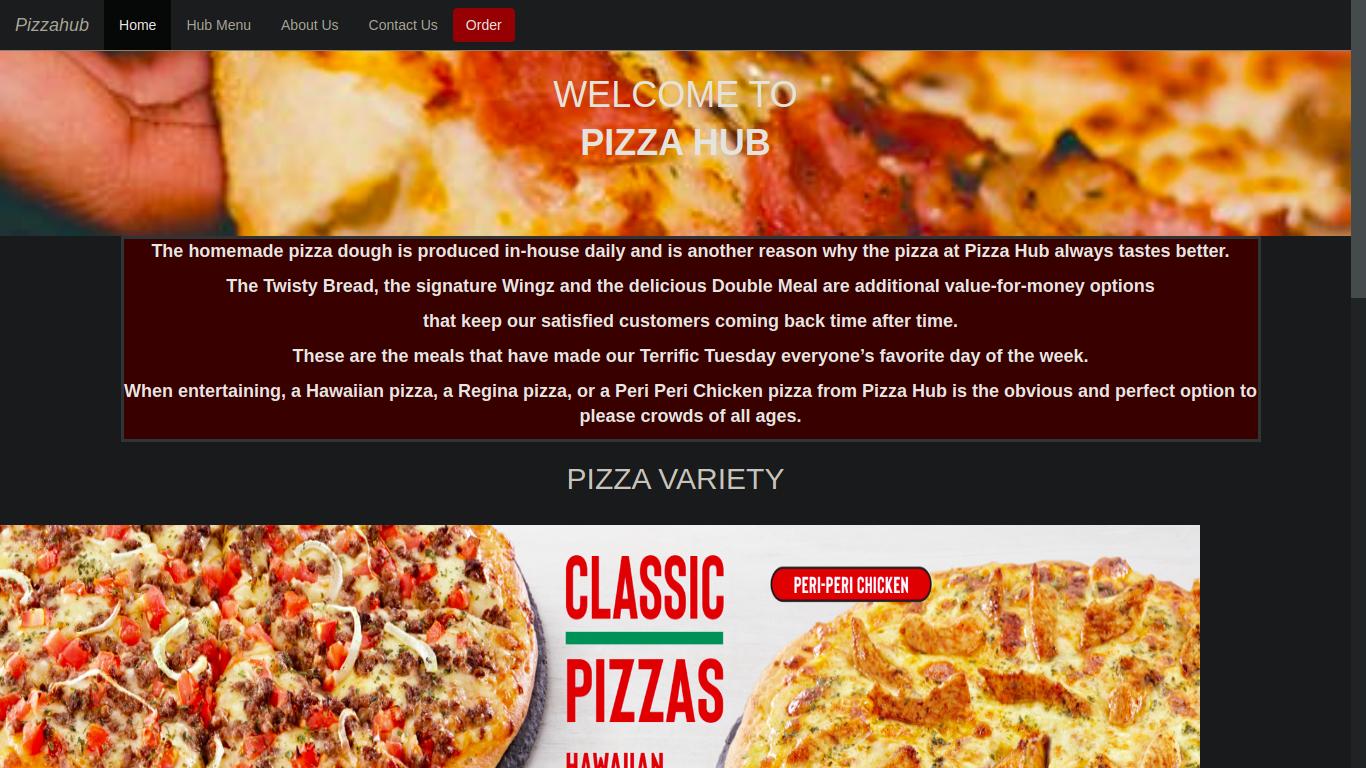 Pizzahub Home Hub Menu About Us Contact Us Order
WELCOME TO
PIZZA HUB
The homemade pizza dough is produced in-house daily and is another reason why the pizza at Pizza Hub always tastes better.
The Twisty Bread, the signature Wingz and the delicious Double Meal are additional value-for-money options
that keep our satisfied customers coming back time after time.
These are the meals that have made our Terrific Tuesday everyone’s favorite day of the week.
When entertaining, a Hawaiian pizza, a Regina pizza, or a Peri Peri Chicken pizza from Pizza Hub is the obvious and perfect option to
please crowds of all ages.
PIZZA VARIETY
CLASSIC
PERI-PERI CHICKEN
PIZZAS
HAWAIIAN